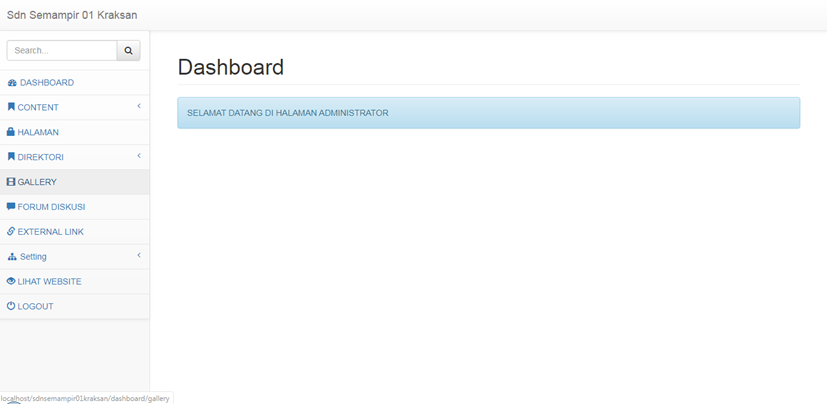 Sdn Semampir 01 Kraksan
Search...
DASHBOARD
CONTENT
HALAMAN
DIREKTORI
GALLERY
FORUM DISKUSI
EXTERNAL LINK
Setting
LIHAT WEBSITE
LOGOUT
Dashboard
SELAMAT DATANG DI HALAMAN ADMINISTRATOR
localhost/sdnsemampir01kraksan/dashboard/gallery